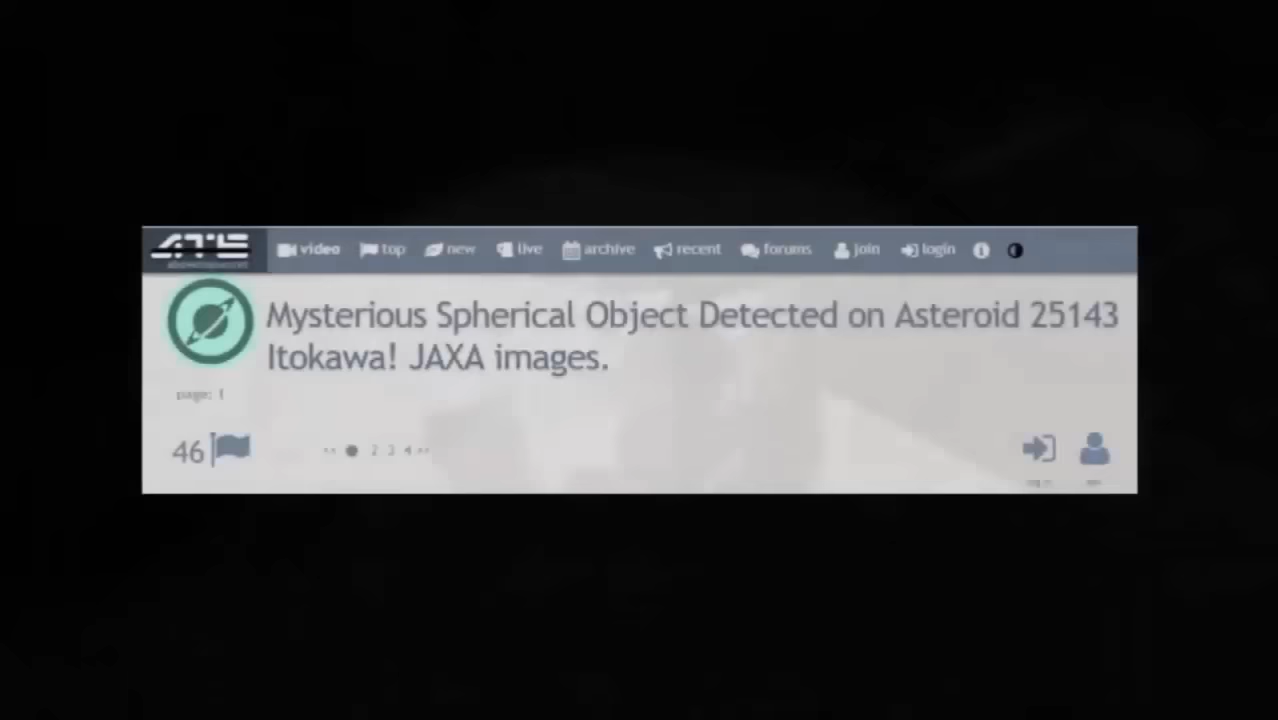 ATS
video top new live archive recent forums join login
Mysterious Spherical Object Detected on Asteroid 25143
Itokawa! JAXA images.
page: 1
46
2 3 4